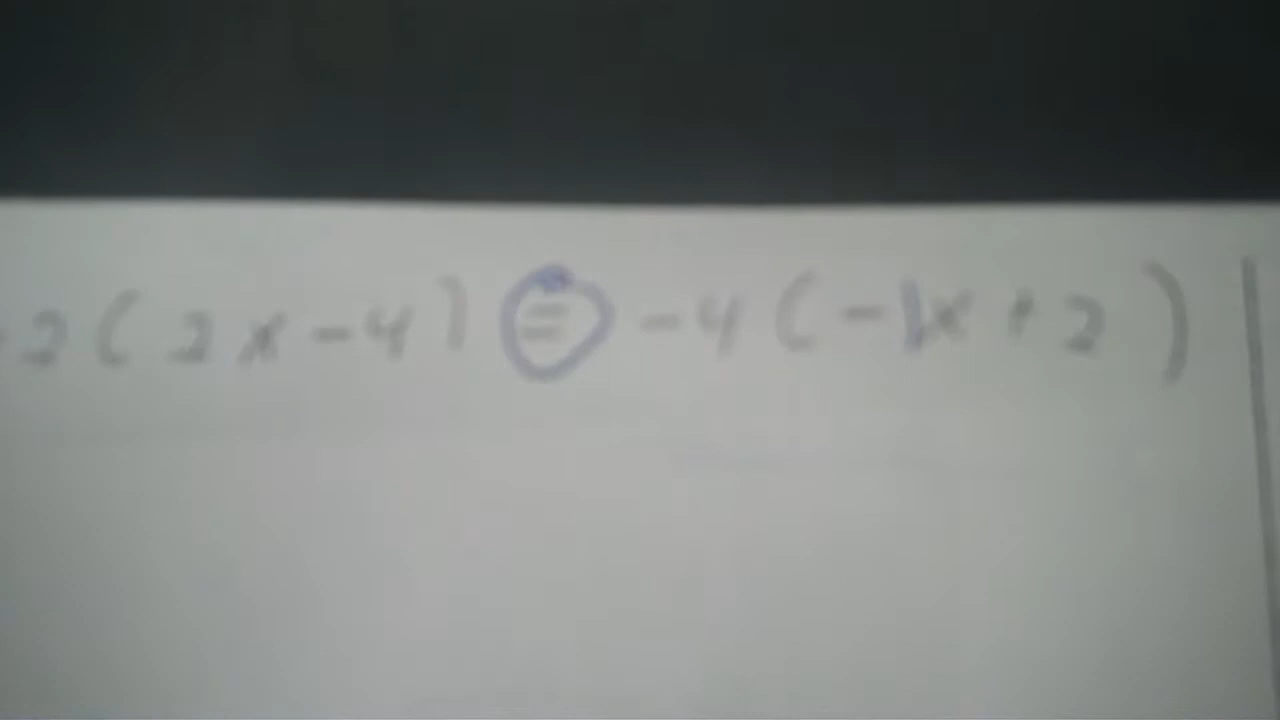 2(2x-4) = -4(-1x+2)